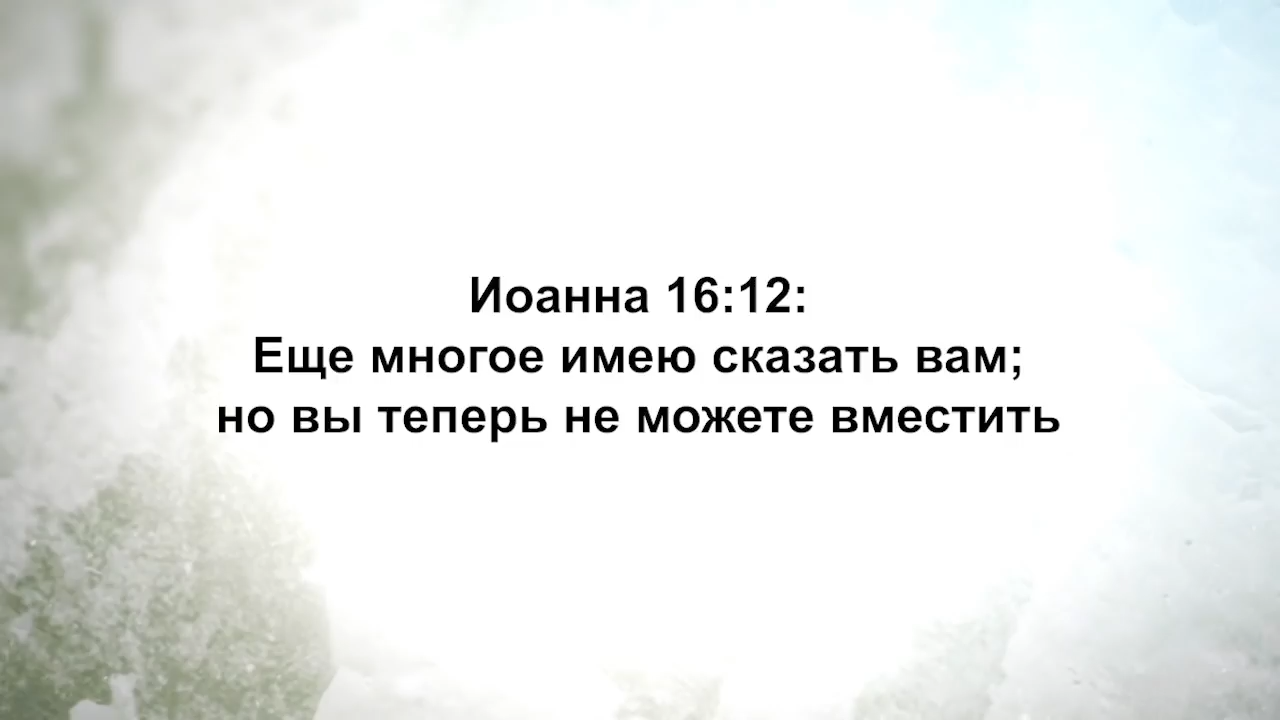 Иоанна 16:12:
Еще многое имею сказать вам;
но вы теперь не можете вместить